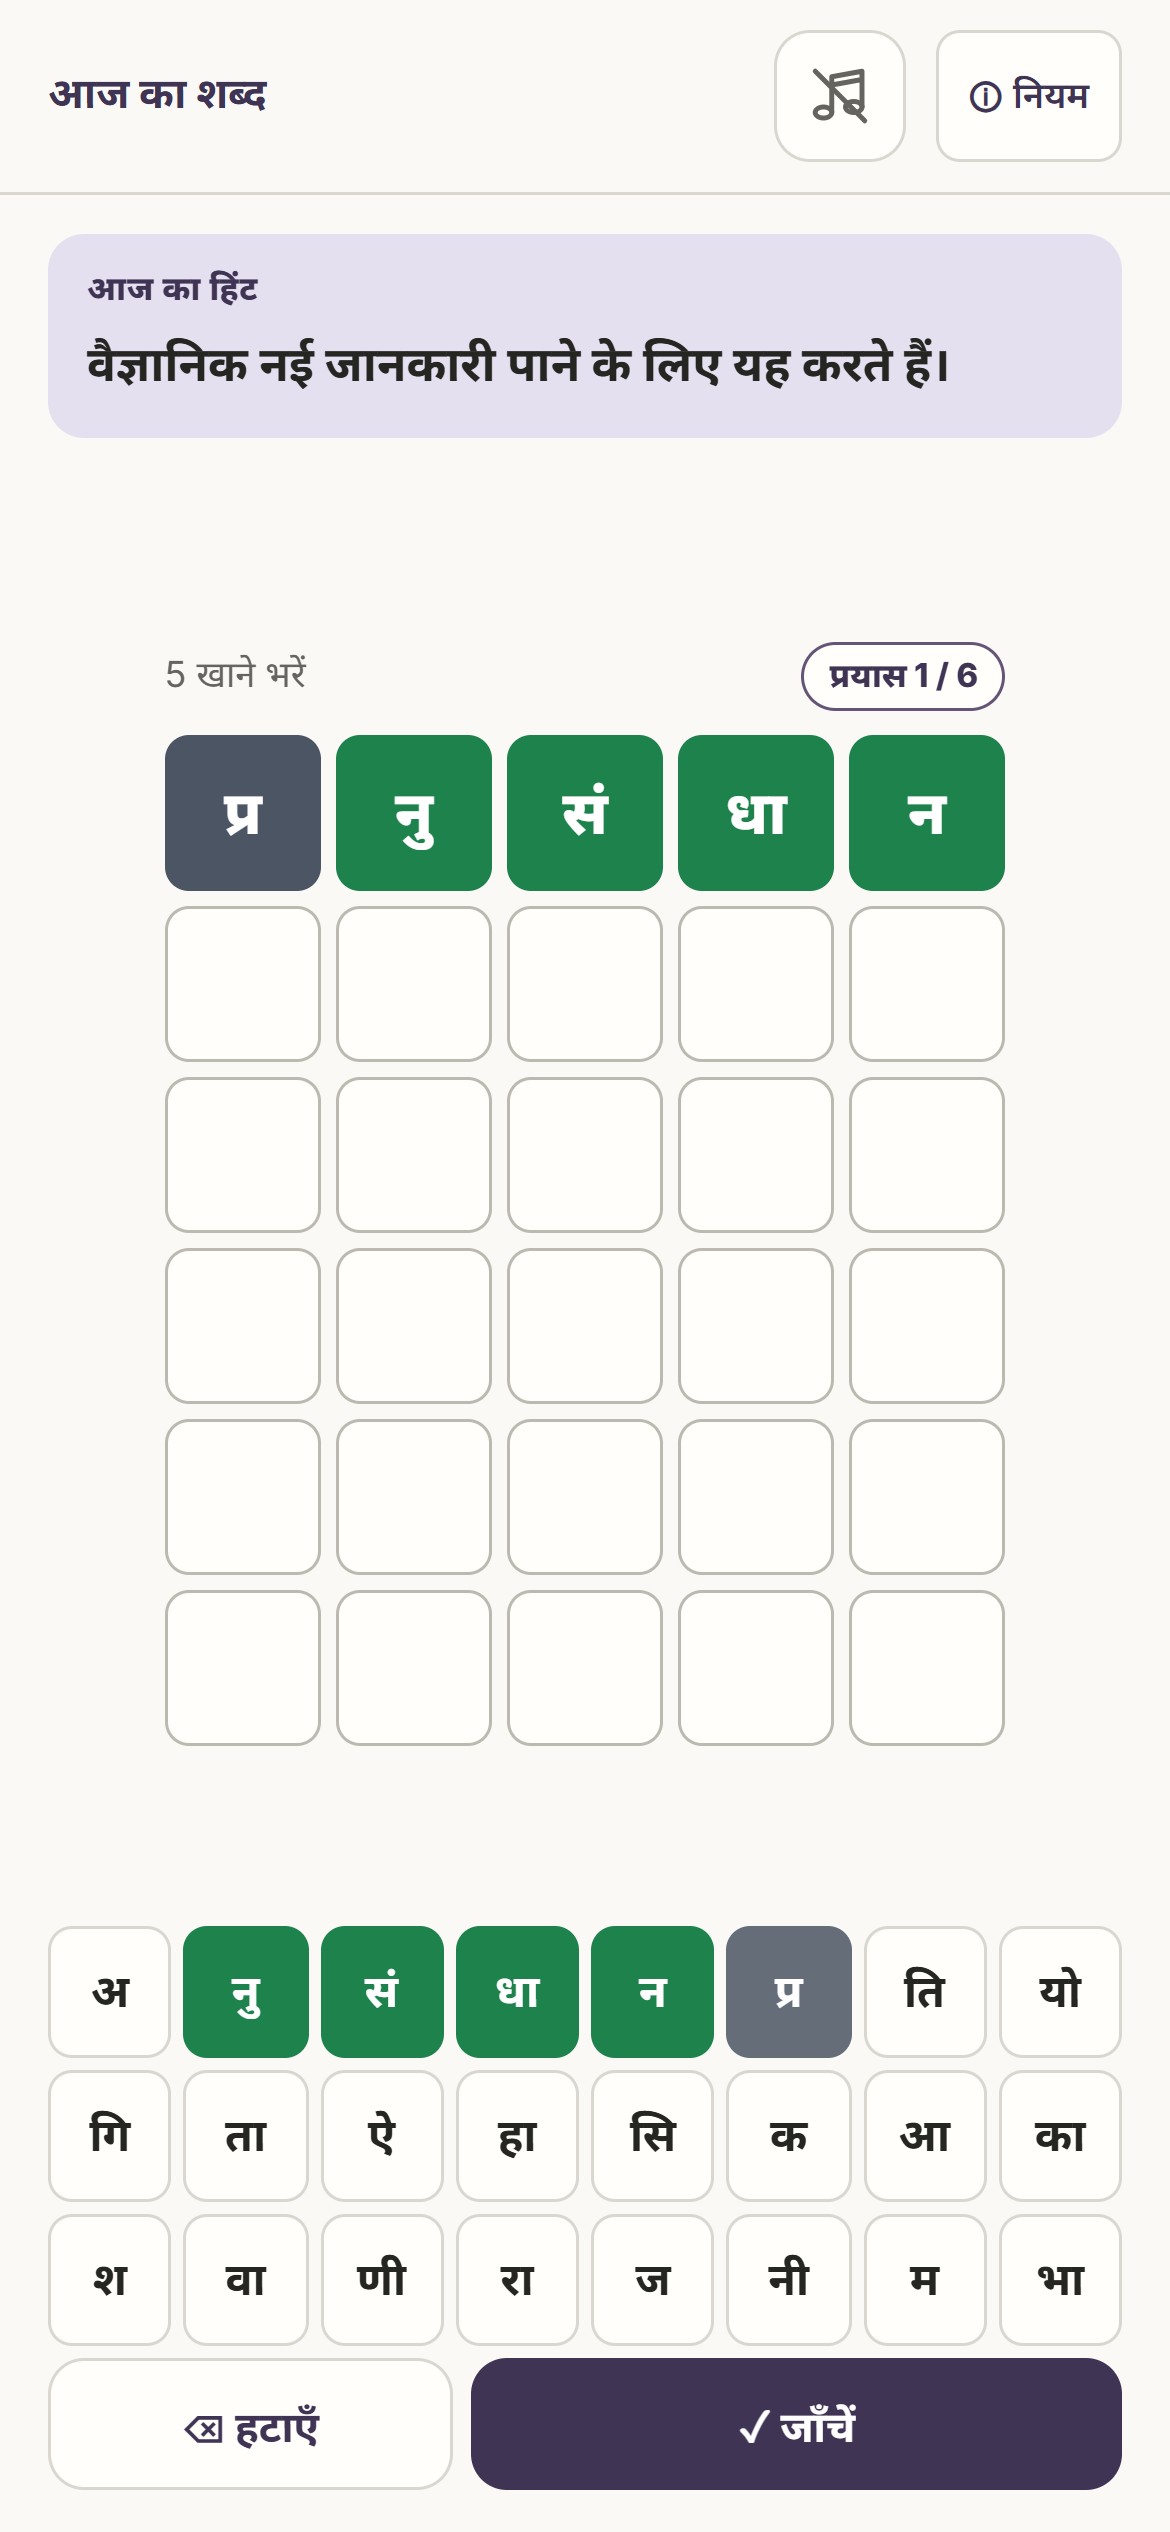 आज का शब्द
नियम
आज का हिंट
वैज्ञानिक नई जानकारी पाने के लिए यह करते हैं।
5 खाने भरें
प्रयास 1 / 6
प्र नु सं धा न
अ नु सं धा न प्र ति यो
गि ता ऐ हा सि क आ का
श वा णी रा ज नी म भा
हटाएँ
✓ जाँचें